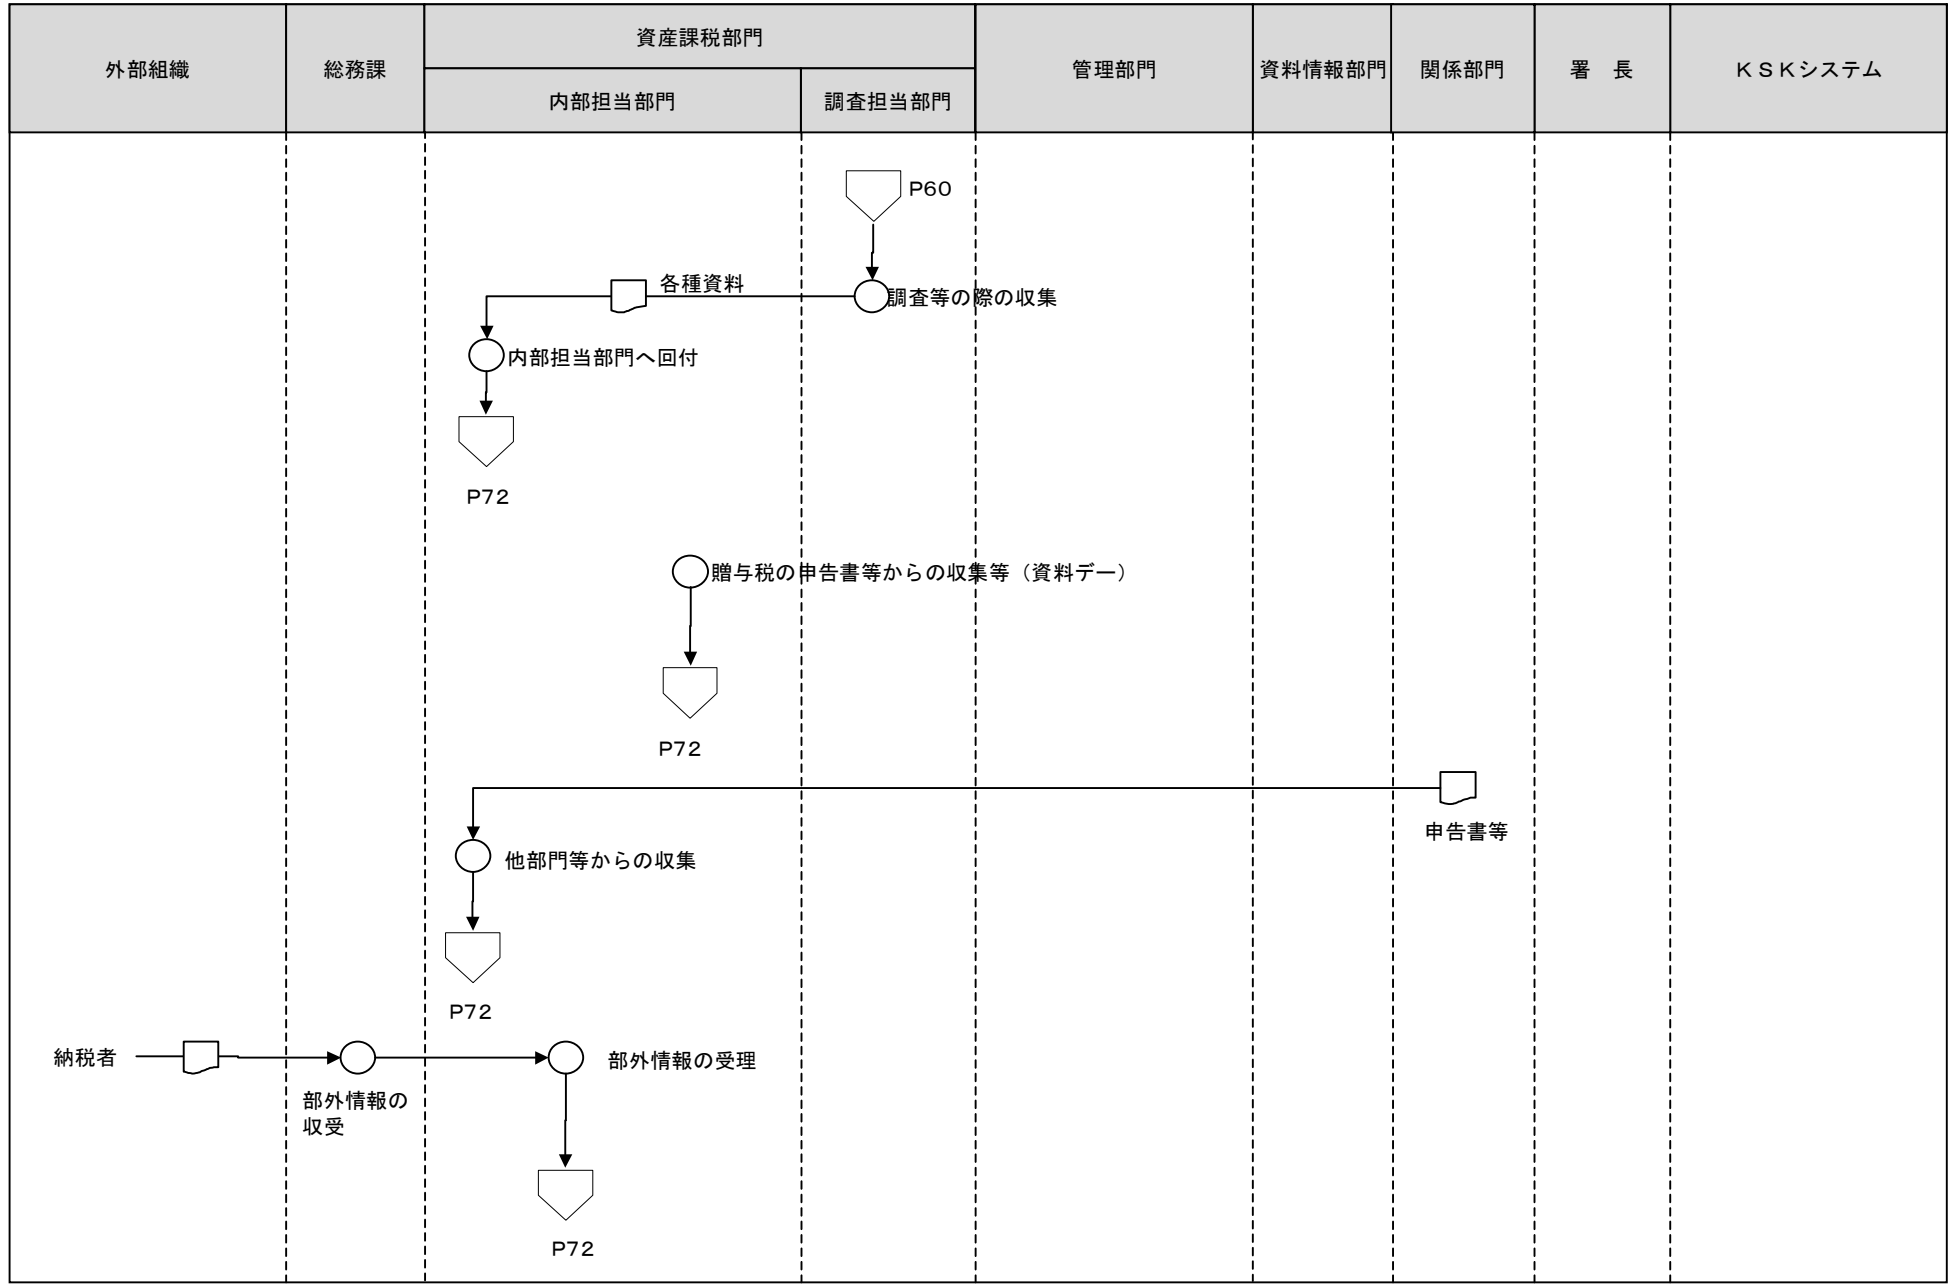 外部組織
総務課
資産課税部門
内部担当部門
調査担当部門
管理部門
資料情報部門
関係部門
署　長
ＫＳＫシステム
P60
各種資料
調査等の際の収集
内部担当部門へ回付
P72
贈与税の申告書等からの収集等（資料デー）
P72
申告書等
他部門等からの収集
P72
納税者
部外情報の受理
部外情報の
収受
P72